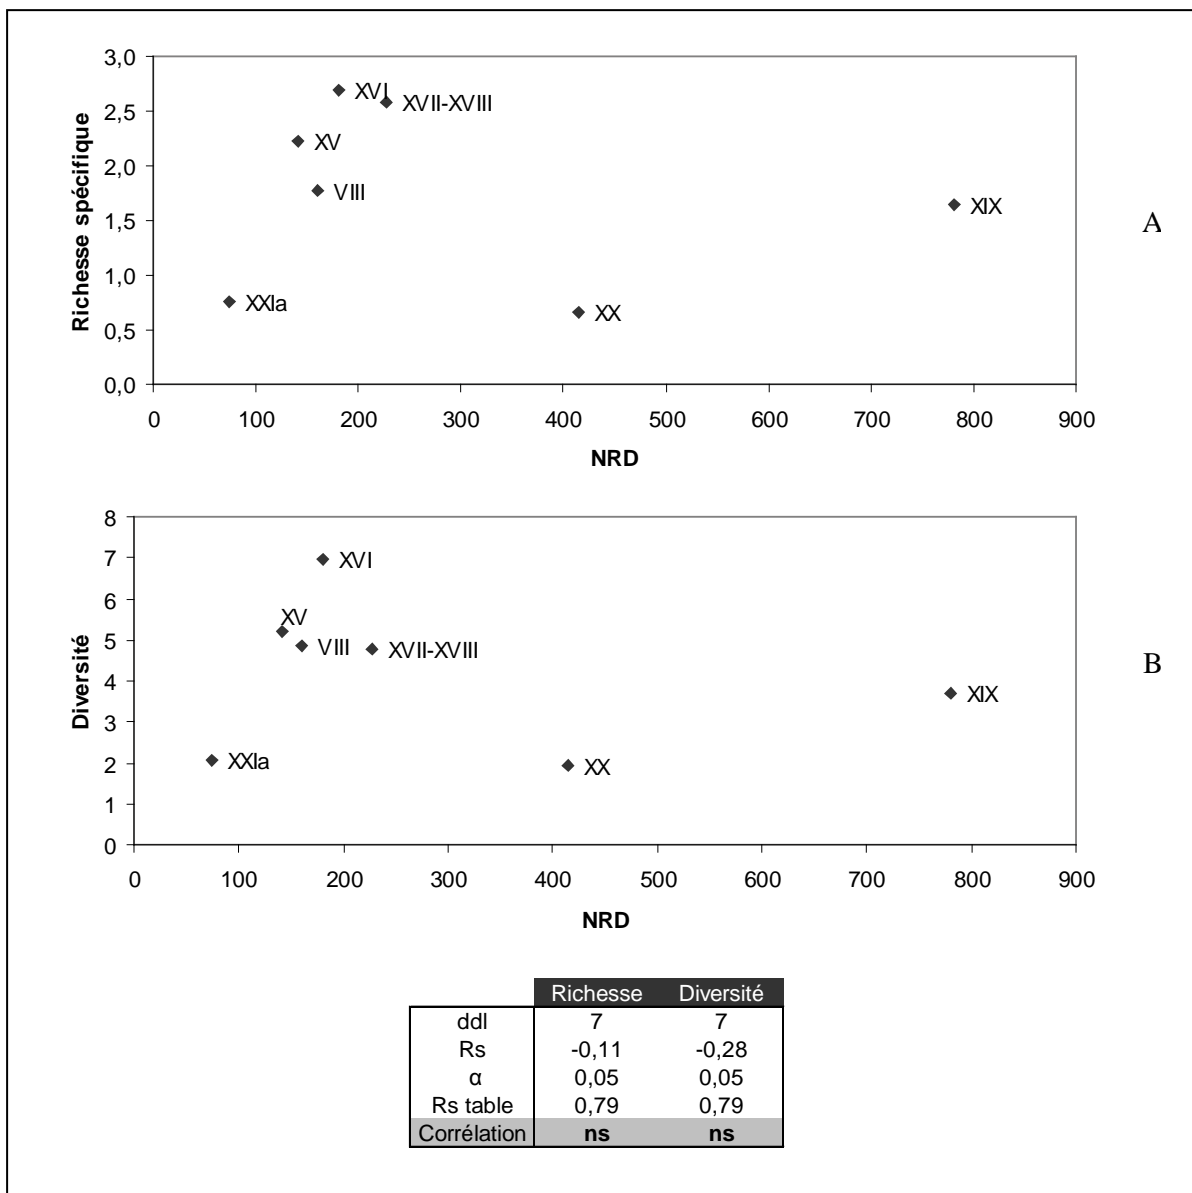 3,0
XVI
XVII-XVIII
2,5
XV
2,0
VIII
XIX
1,5
1,0
XXIa
XX
0,5
0,0
Richesse spécifique
A
0 100 200 300 400 500 600 700 800 900
NRD
8
7
XVI
6
XV
5
VIII
XVII-XVIII
4
XIX
3
2
XXIa
XX
1
0
Diversité
B
0 100 200 300 400 500 600 700 800 900
NRD
Richesse Diversité
ddl 7 7
Rs -0,11 -0,28
α 0,05 0,05
Rs table 0,79 0,79
Corrélation ns ns